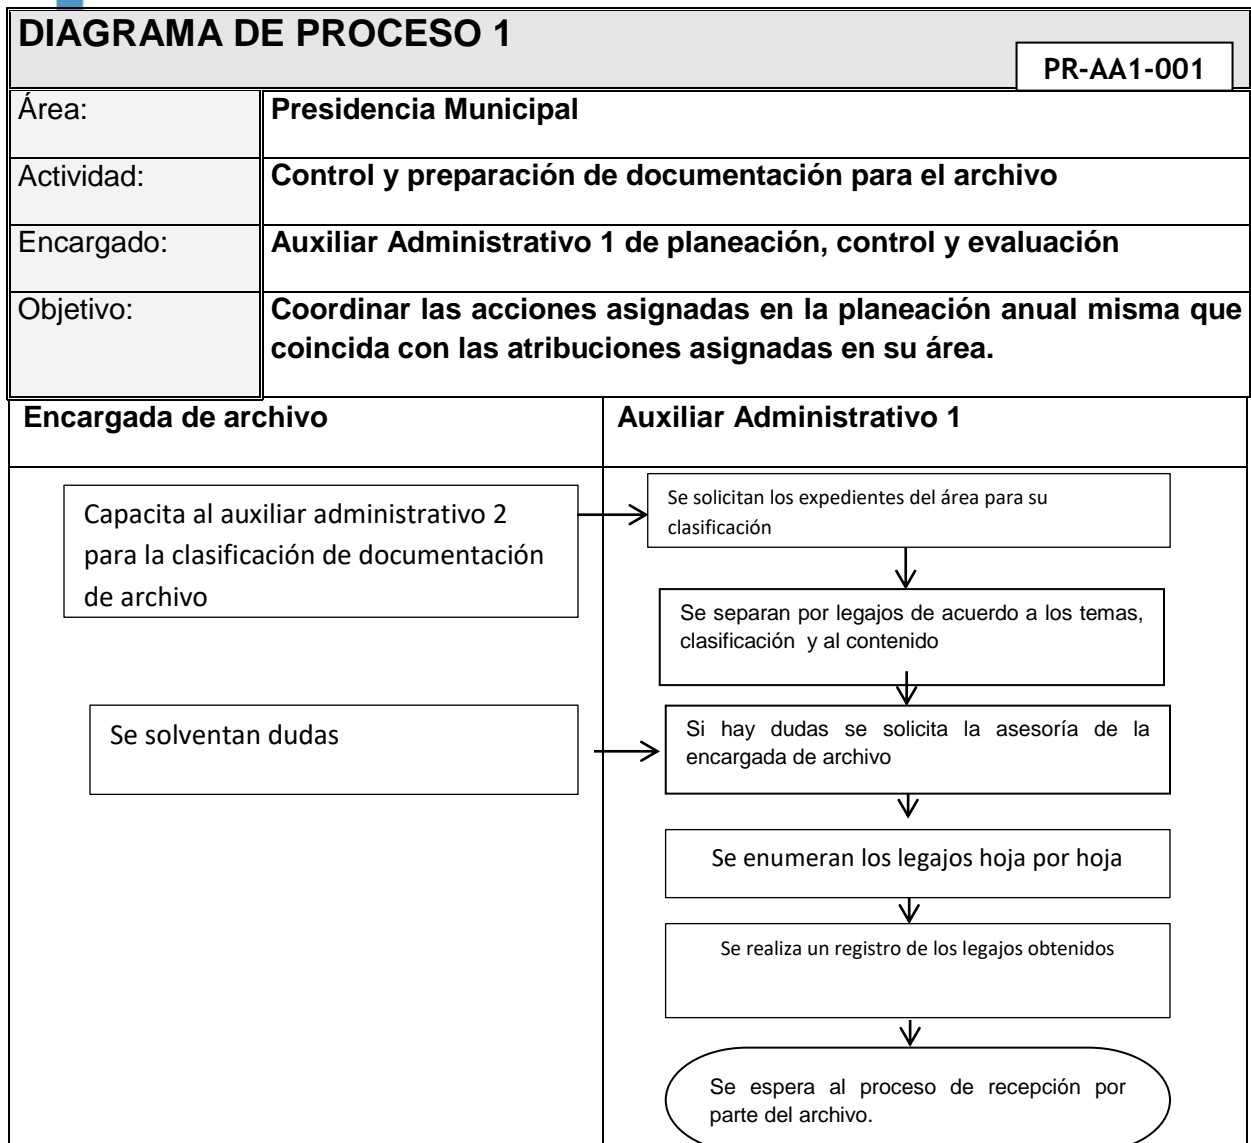 DIAGRAMA DE PROCESO 1
PR-AA1-001
Área:
Presidencia Municipal
Actividad:
Control y preparación de documentación para el archivo
Encargado:
Auxiliar Administrativo 1 de planeación, control y evaluación
Objetivo:
Coordinar las acciones asignadas en la planeación anual misma que
coincida con las atribuciones asignadas en su área.
Encargada de archivo
Auxiliar Administrativo 1
Capacita al auxiliar administrativo 2
para la clasificación de documentación
de archivo
Se solicitan los expedientes del área para su
clasificación
Se separan por legajos de acuerdo a los temas,
clasificación y al contenido
Se solventan dudas
Si hay dudas se solicita la asesoría de la
encargada de archivo
Se enumeran los legajos hoja por hoja
Se realiza un registro de los legajos obtenidos
Se espera al proceso de recepción por
parte del archivo.